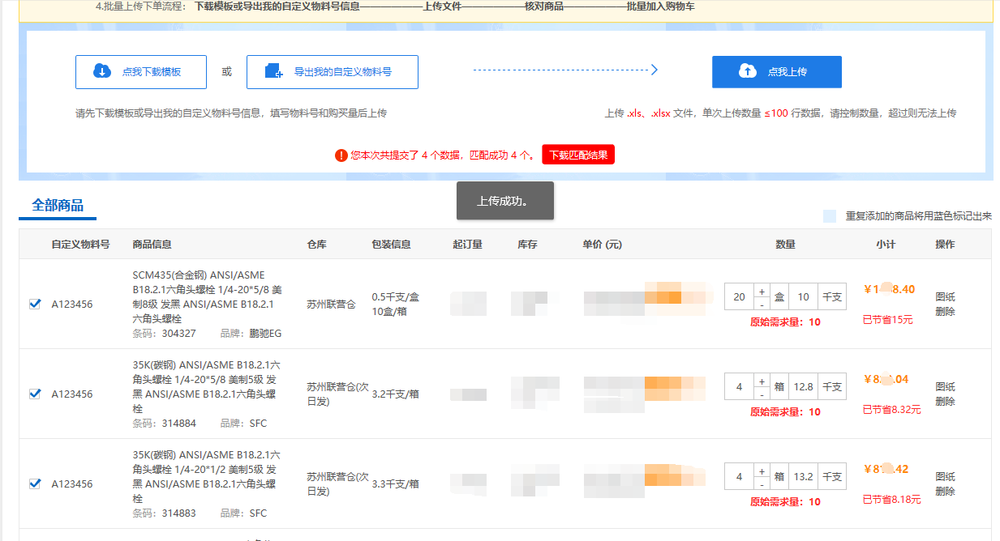 4.批量上传下单流程： 下载模板或导出我的自定义物料号信息——————上传文件——————核对商品——————批量加入购物车
点我下载模板 或 导出我的自定义物料号 点我上传
请先下载模板或导出我的自定义物料号信息，填写物料号和购买量后上传 上传 .xls、.xlsx 文件，单次上传数量 ≤100 行数据，请控制数量，超过则无法上传
! 您本次共提交了 4 个数据，匹配成功 4 个。 下载匹配结果
上传成功。
全部商品
重复添加的商品将用蓝色标记出来
自定义物料号 商品信息 仓库 包装信息 起订量 库存 单价 (元) 数量 小计 操作
A123456
SCM435(合金钢) ANSI/ASME
B18.2.1六角头螺栓 1/4-20*5/8 美
制8级 发黑 ANSI/ASME B18.2.1
六角头螺栓
条码：304327 品牌：鹏驰EG
苏州联营仓
0.5千支/盒
10盒/箱
20 + - 盒 10 千支
原始需求量：10
￥1 8.40
已节省15元
图纸
删除
A123456
35K(碳钢) ANSI/ASME B18.2.1六
角头螺栓 1/4-20*5/8 美制5级 发
黑 ANSI/ASME B18.2.1六角头螺
栓
条码：314884 品牌：SFC
苏州联营仓(次
日发)
3.2千支/箱
4 + - 箱 12.8 千支
原始需求量：10
￥8 .04
已节省8.32元
图纸
删除
A123456
35K(碳钢) ANSI/ASME B18.2.1六
角头螺栓 1/4-20*1/2 美制5级 发
黑 ANSI/ASME B18.2.1六角头螺
栓
条码：314883 品牌：SFC
苏州联营仓(次
日发)
3.3千支/箱
4 + - 箱 13.2 千支
原始需求量：10
￥8 .42
已节省8.18元
图纸
删除